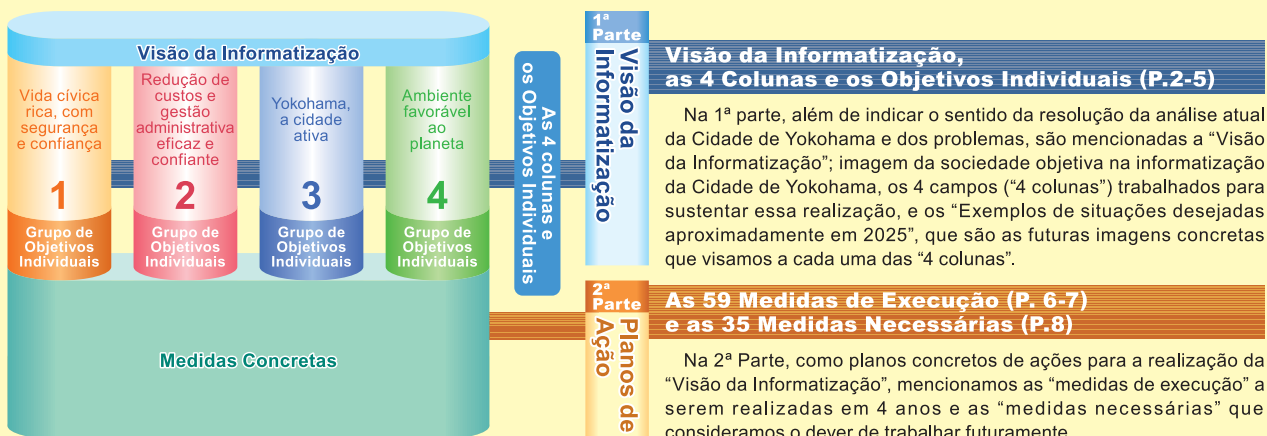 Visão da Informatização
Vida cívica
rica, com
segurança
e confiança
1
Grupo de
Objetivos
Individuais
Redução de
custos e
gestão
administrativa
eficaz e
confiante
2
Grupo de
Objetivos
Individuais
Yokohama,
a cidade
ativa
3
Grupo de
Objetivos
Individuais
Ambiente
favorável
ao
planeta
4
Grupo de
Objetivos
Individuais
Medidas Concretas
As 4 colunas e
os Objetivos Individuais
1ª
Parte
Visão da
Informatização
Visão da Informatização,
as 4 Colunas e os Objetivos Individuais (P.2-5)
Na 1ª parte, além de indicar o sentido da resolução da análise atual
da Cidade de Yokohama e dos problemas, são mencionadas a “Visão
da Informatização”; imagem da sociedade objetiva na informatização
da Cidade de Yokohama, os 4 campos (“4 colunas”) trabalhados para
sustentar essa realização, e os “Exemplos de situações desejadas
aproximadamente em 2025”, que são as futuras imagens concretas
que visamos a cada uma das “4 colunas”.
2ª
Parte
Planos de
Ação
As 59 Medidas de Execução (P. 6-7)
e as 35 Medidas Necessárias (P.8)
Na 2ª Parte, como planos concretos de ações para a realização da
“Visão da Informatização”, mencionamos as “medidas de execução” a
serem realizadas em 4 anos e as “medidas necessárias” que
consideramos o dever de trabalhar futuramente.